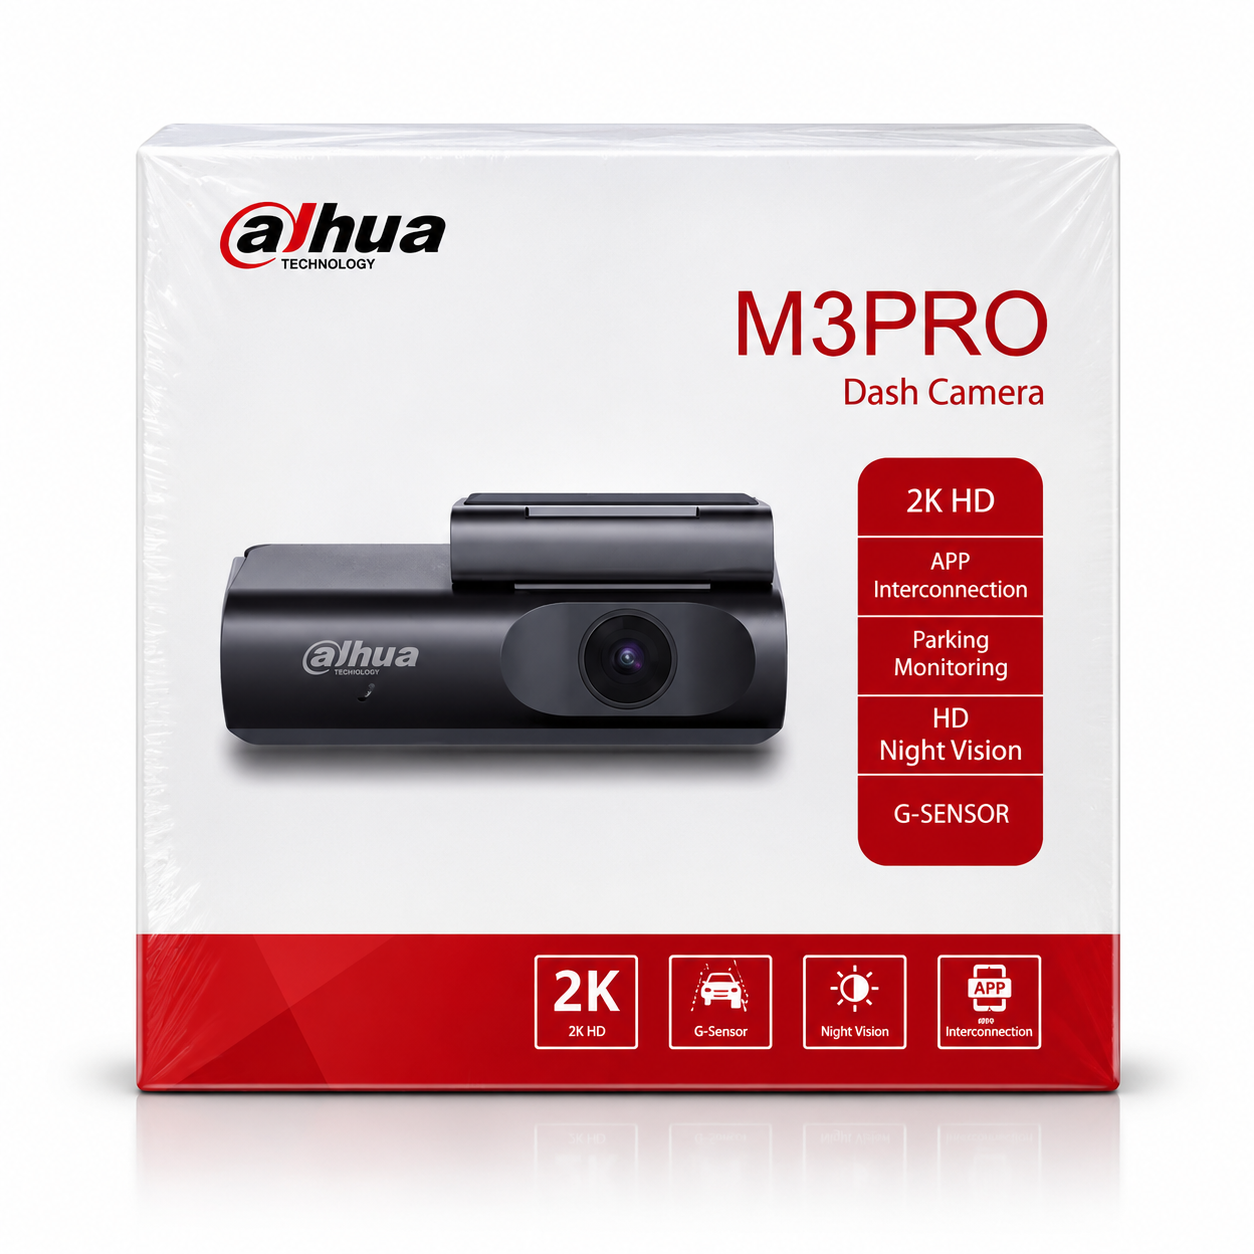 alhua
TECHNOLOGY
M3PRO
Dash Camera
2K HD
APP
Interconnection
Parking
Monitoring
HD
Night Vision
G-SENSOR
alhua
TECHIOLOGY
2K
2K HD
G-Sensor
Night Vision
APP
Interconnection